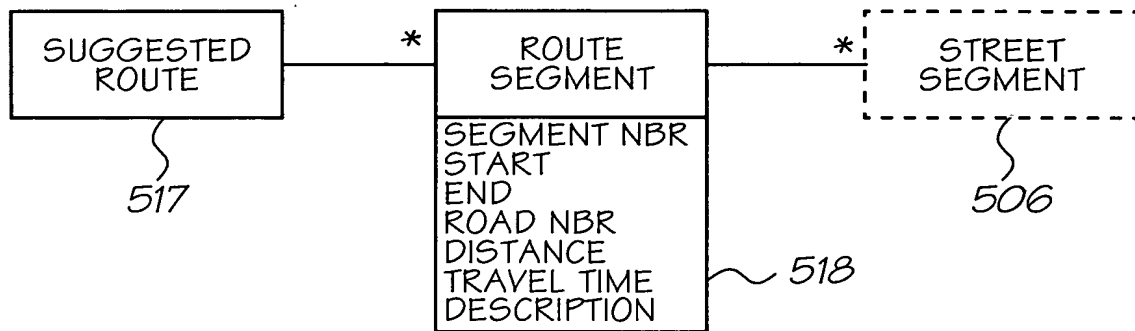 SUGGESTED
ROUTE
517
*
ROUTE
SEGMENT
SEGMENT NBR
START
END
ROAD NBR
DISTANCE
TRAVEL TIME
DESCRIPTION
518
*
STREET
SEGMENT
506